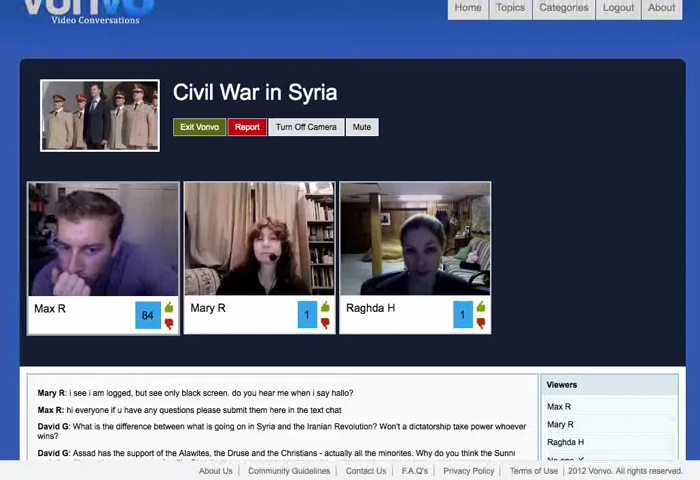 vonvo
Video Conversations
Home Topics Categories Logout About
Civil War in Syria
Exit Vonvo Report Turn Off Camera Mute
Max R 84
Mary R 1
Raghda H 1
Mary R: i see i am logged, but see only black screen. do you hear me when i say hallo?
Max R: hi everyone if u have any questions please submit them here in the text chat
David G: What is the difference between what is going on in Syria and the Iranian Revolution? Won't a dictatorship take power whoever
wins?
David G: Assad has the support of the Alawites, the Druse and the Christians - actually all the minorites. Why do you think the Sunni
Viewers
Max R
Mary R
Raghda H
About Us | Community Guidelines | Contact Us | F.A.Q's | Privacy Policy | Terms of Use | 2012 Vonvo. All rights reserved.